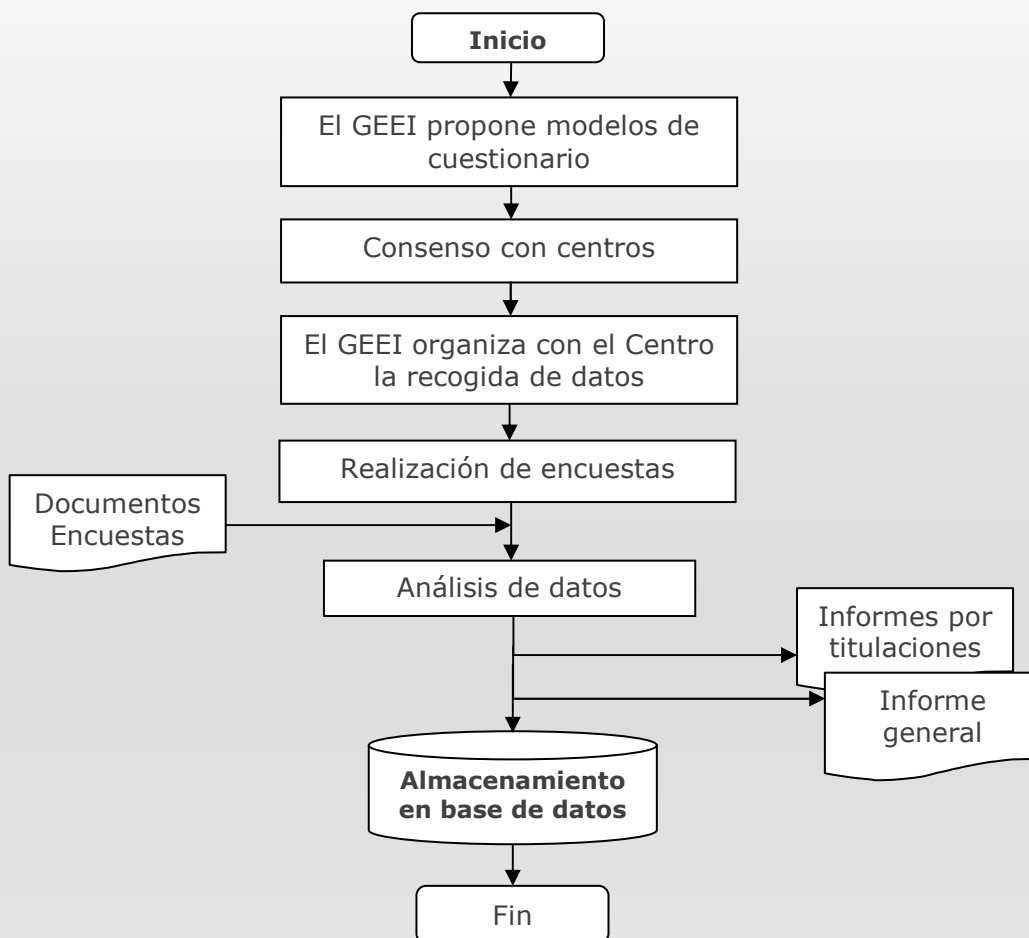 Inicio
El GEEI propone modelos de
cuestionario
Consenso con centros
El GEEI organiza con el Centro
la recogida de datos
Realización de encuestas
Documentos
Encuestas
Análisis de datos
Informes por
titulaciones
Informe
general
Almacenamiento
en base de datos
Fin